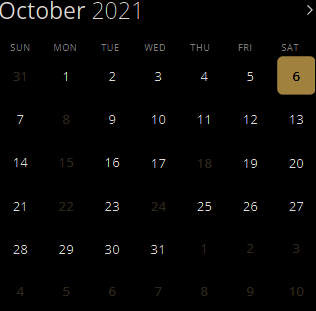 October 2021
SUN MON TUE WED THU FRI SAT
31 1 2 3 4 5 6
7 8 9 10 11 12 13
14 15 16 17 18 19 20
21 22 23 24 25 26 27
28 29 30 31 1 2 3
4 5 6 7 8 9 10